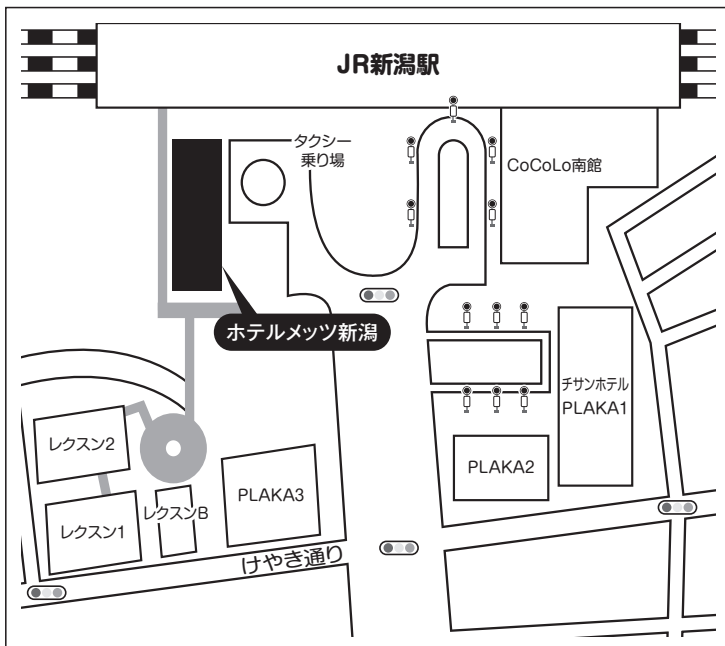 JR新潟駅
タクシー
乗り場
CoCoLo南館
ホテルメッツ新潟
チサンホテル
PLAKA1
レクスン2
PLAKA2
PLAKA3
レクスンB
レクスン1
けやき通り